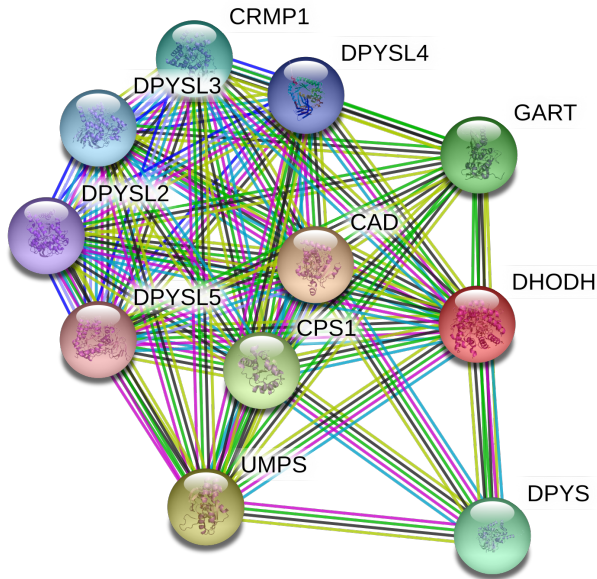 CRMP1
DPYSL4
DPYSL3
GART
DPYSL2
CAD
DHODH
DPYSL5
CPS1
UMPS
DPYS